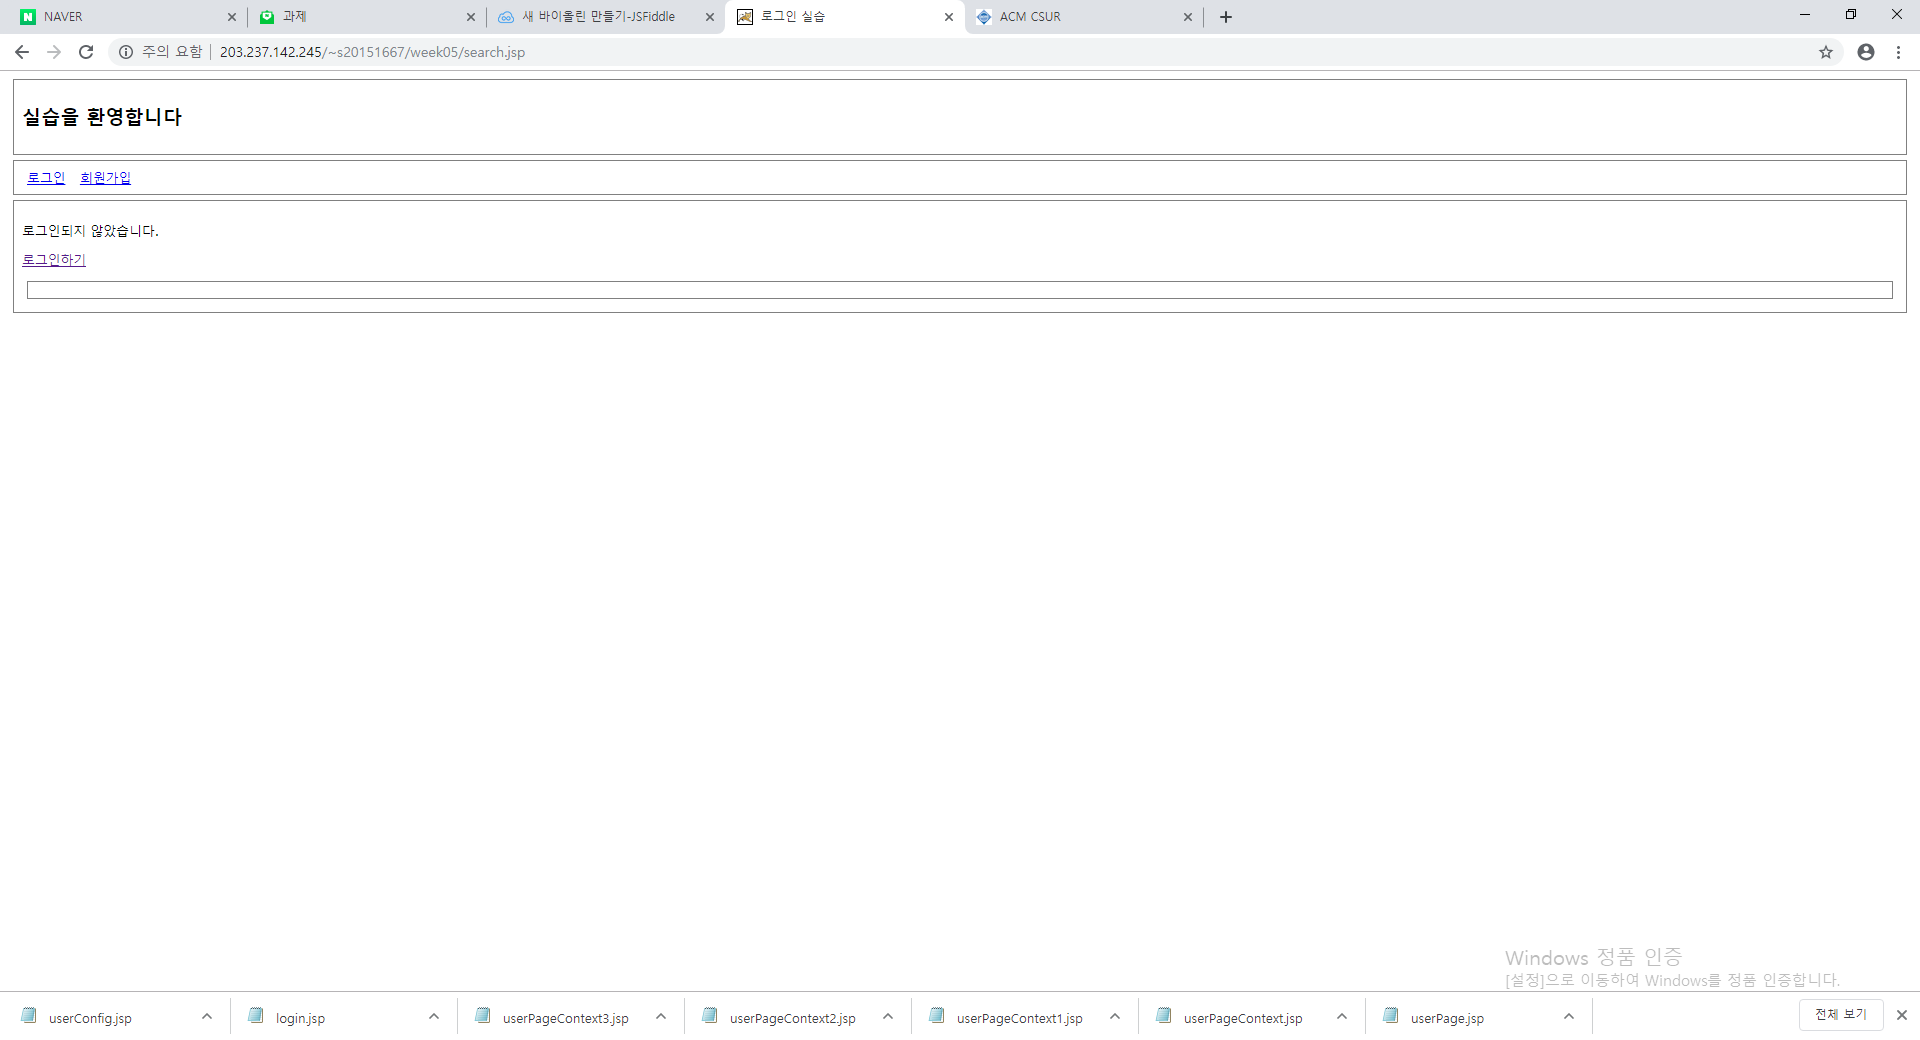 NAVER
과제
새 바이올린 만들기-JSFiddle
로그인 실습
ACM CSUR
주의 요함
203.237.142.245/~s20151667/week05/search.jsp
실습을 환영합니다
로그인 회원가입
로그인되지 않았습니다.
로그인하기
Windows 정품 인증
[설정]으로 이동하여 Windows를 정품 인증합니다.
userConfig.jsp
login.jsp
userPageContext3.jsp
userPageContext2.jsp
userPageContext1.jsp
userPageContext.jsp
userPage.jsp
전체 보기